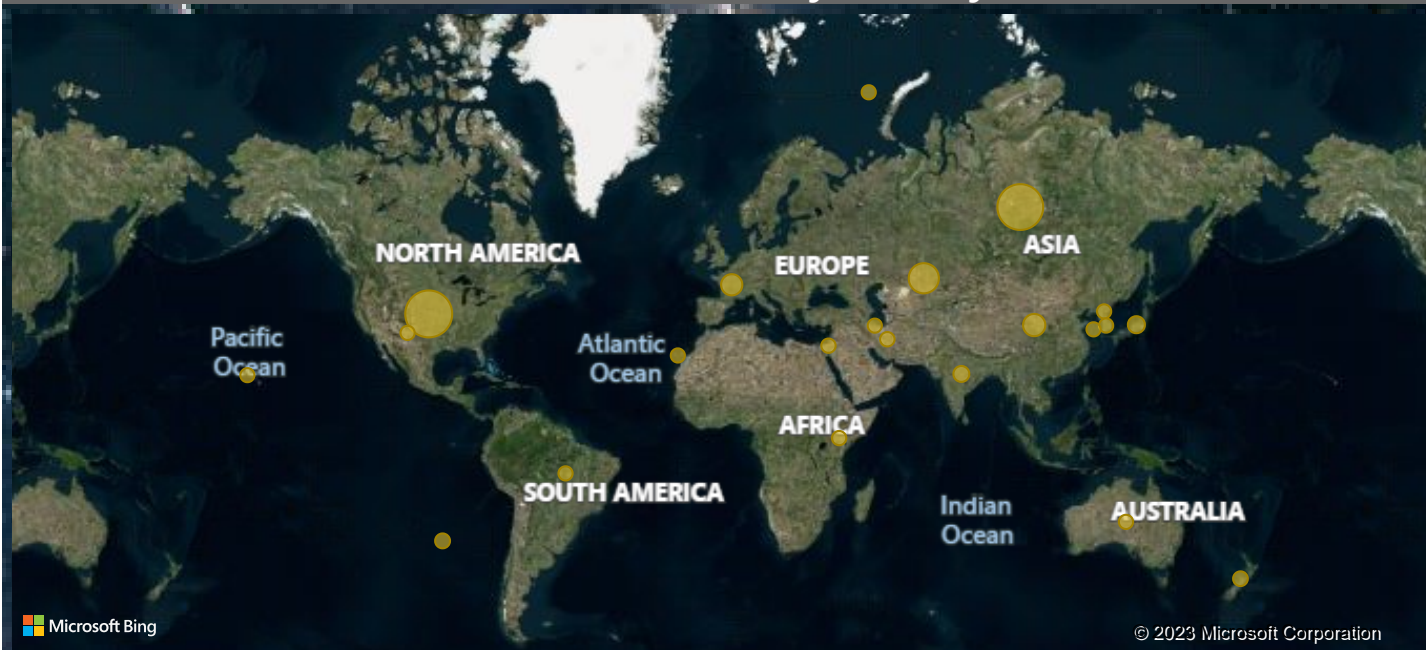 NORTH AMERICA
EUROPE
ASIA
Pacific
Ocean
Atlantic
Ocean
AFRICA
SOUTH AMERICA
Indian
Ocean
AUSTRALIA
Microsoft Bing
© 2023 Microsoft Corporation